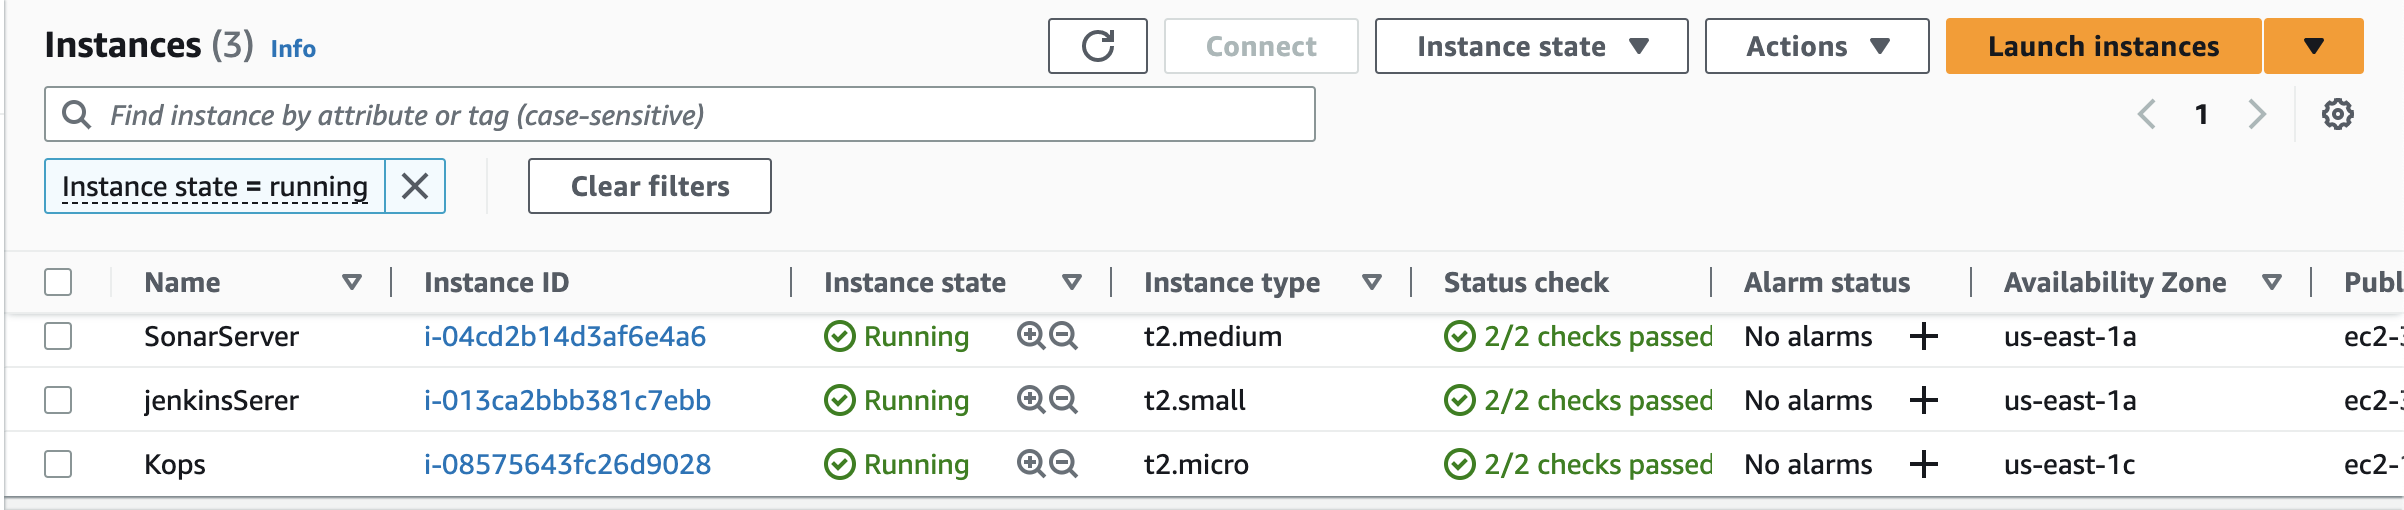 Instances (3) Info Connect Instance state Actions Launch instances
Find instance by attribute or tag (case-sensitive) 1
Instance state = running Clear filters
Name Instance ID Instance state Instance type Status check Alarm status Availability Zone Publ
SonarServer i-04cd2b14d3af6e4a6 Running t2.medium 2/2 checks passed No alarms us-east-1a ec2-3
jenkinsSerer i-013ca2bbb381c7ebb Running t2.small 2/2 checks passed No alarms us-east-1a ec2-3
Kops i-08575643fc26d9028 Running t2.micro 2/2 checks passed No alarms us-east-1c ec2-1